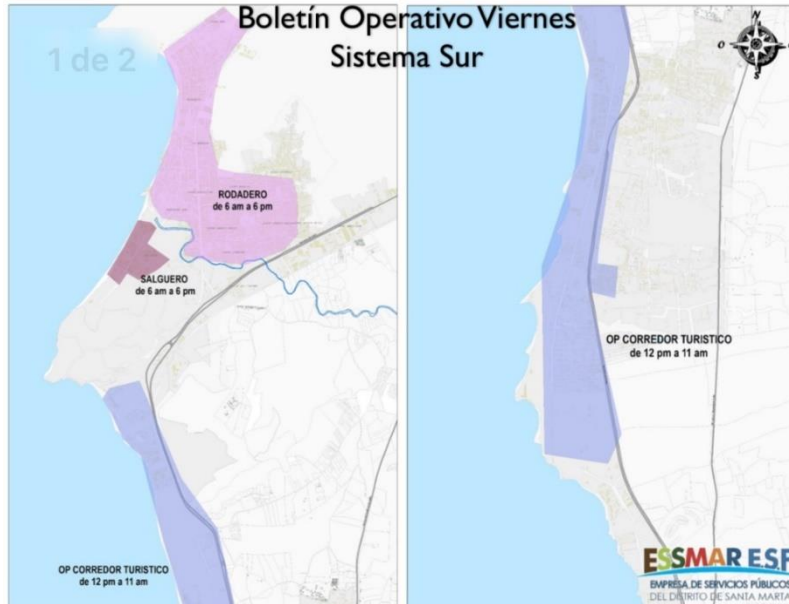 Boletín Operativo Viernes
Sistema Sur
1 de 2
N
O
S
RODADERO
de 6 am a 6 pm
SALGUERO
de 6 am a 6 pm
OP CORREDOR TURISTICO
de 12 pm a 11 am
OP CORREDOR TURISTICO
de 12 pm a 11 am
ESSMAR E.S.P
EMPRESA DE SERVICIOS PÚBLICOS
DEL DISTRITO DE SANTA MARTA